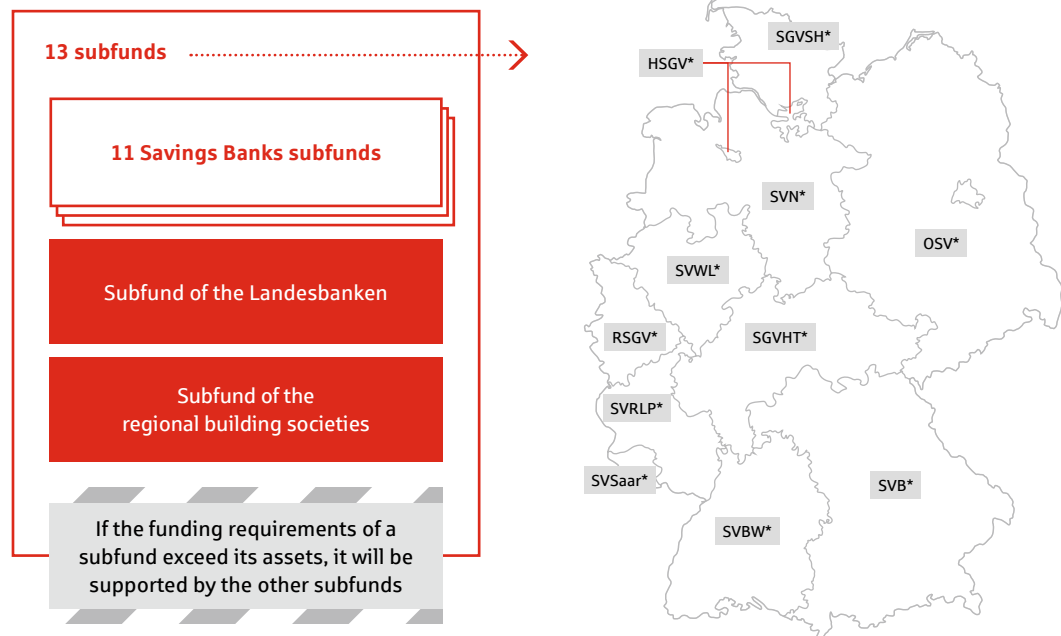 13 subfunds
11 Savings Banks subfunds
Subfund of the Landesbanken
Subfund of the
regional building societies
If the funding requirements of a
subfund exceed its assets, it will be
supported by the other subfunds
SGVSH*
HSGV*
SVN*
OSV*
SVWL*
RSGV*
SGVHT*
SVRLP*
SVSaar*
SVB*
SVBW*